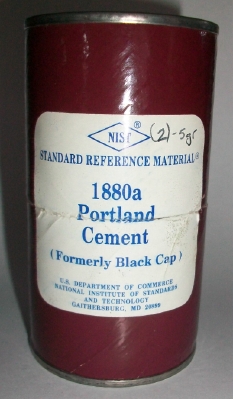 NIST ® (2)-5gr
STANDARD REFERENCE MATERIAL®
1880a
Portland
Cement
(Formerly Black Cap)
U.S. DEPARTMENT OF COMMERCE
NATIONAL INSTITUTE OF STANDARDS
AND TECHNOLOGY
GAITHERSBURG, MD 20899